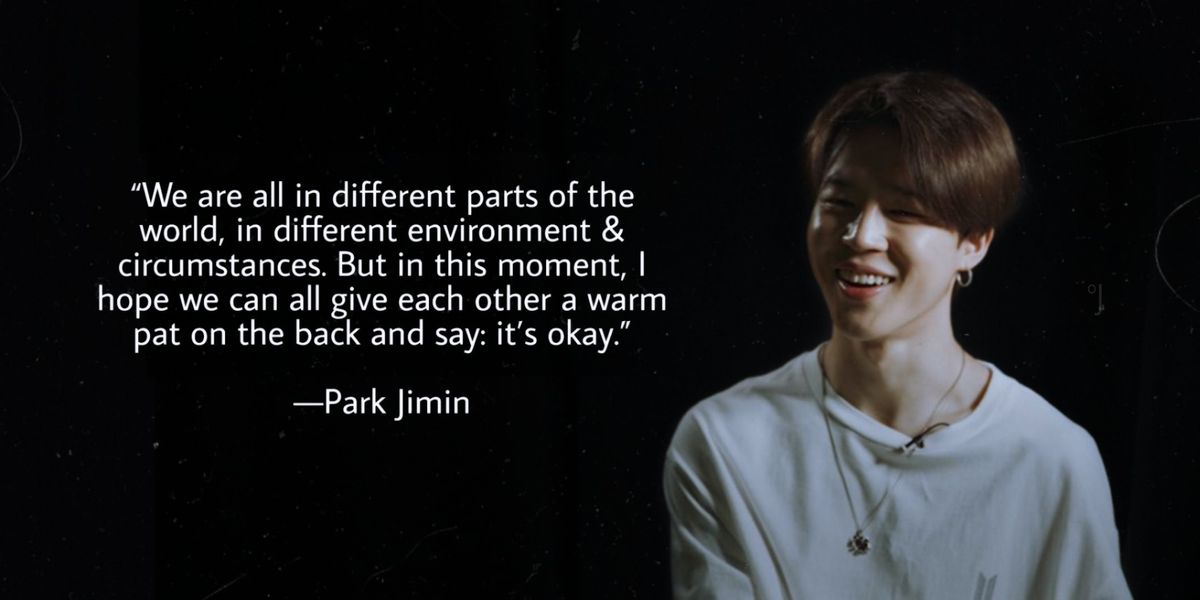 “We are all in different parts of the
world, in different environment &
circumstances. But in this moment, I
hope we can all give each other a warm
pat on the back and say: it’s okay.”
—Park Jimin